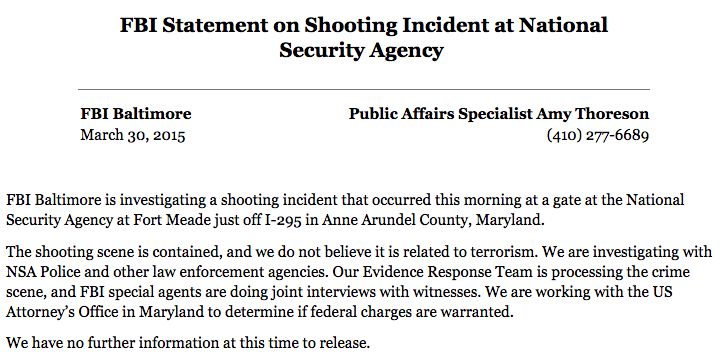 FBI Statement on Shooting Incident at National
Security Agency
FBI Baltimore
March 30, 2015
Public Affairs Specialist Amy Thoreson
(410) 277-6689
FBI Baltimore is investigating a shooting incident that occurred this morning at a gate at the National
Security Agency at Fort Meade just off I-295 in Anne Arundel County, Maryland.
The shooting scene is contained, and we do not believe it is related to terrorism. We are investigating with
NSA Police and other law enforcement agencies. Our Evidence Response Team is processing the crime
scene, and FBI special agents are doing joint interviews with witnesses. We are working with the US
Attorney's Office in Maryland to determine if federal charges are warranted.
We have no further information at this time to release.